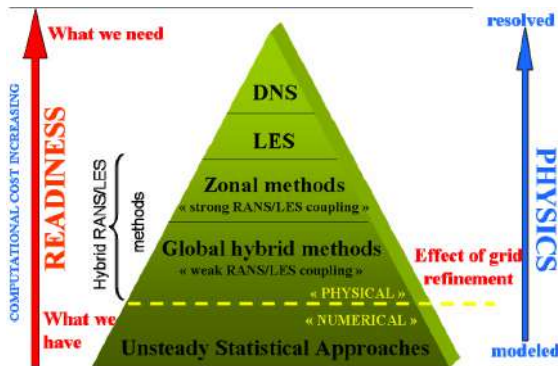 What we need
resolved
COMPUTATIONAL COST INCREASING
READINESS
Hybrid RANS/LES
methods
DNS
LES
Zonal methods
« strong RANS/LES coupling »
Global hybrid methods
« weak RANS/LES coupling »
Effect of grid
refinement
« PHYSICAL »
What we
have
« NUMERICAL »
Unsteady Statistical Approaches
PHYSICS
modeled